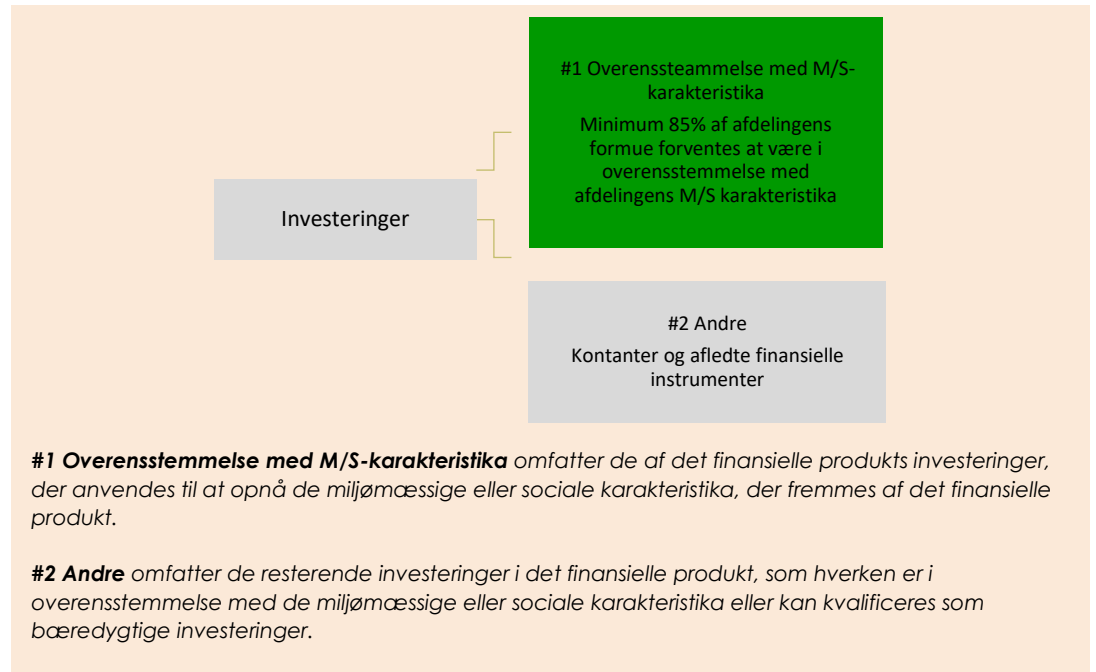 #1 Overenssteammelse med M/S-
karakteristika
Minimum 85% af afdelingens
formue forventes at være i
overensstemmelse med
afdelingens M/S karakteristika
Investeringer
#2 Andre
Kontanter og afledte finansielle
instrumenter
#1 Overensstemmelse med M/S-karakteristika omfatter de af det finansielle produkts investeringer,
der anvendes til at opnå de miljømæssige eller sociale karakteristika, der fremmes af det finansielle
produkt.
#2 Andre omfatter de resterende investeringer i det finansielle produkt, som hverken er i
overensstemmelse med de miljømæssige eller sociale karakteristika eller kan kvalificeres som
bæredygtige investeringer.